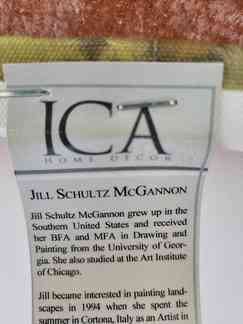 ICA
HOME DECOR
JILL SCHULTZ MCGANNON
Jill Schultz McGannon grew up in the
Southern United States and received
her BFA and MFA in Drawing and
Painting from the University of Geor-
gia. She also studied at the Art Institute
of Chicago.
Jill became interested in painting land-
scapes in 1994 when she spent the
summer in Cortona, Italy as an Artist in